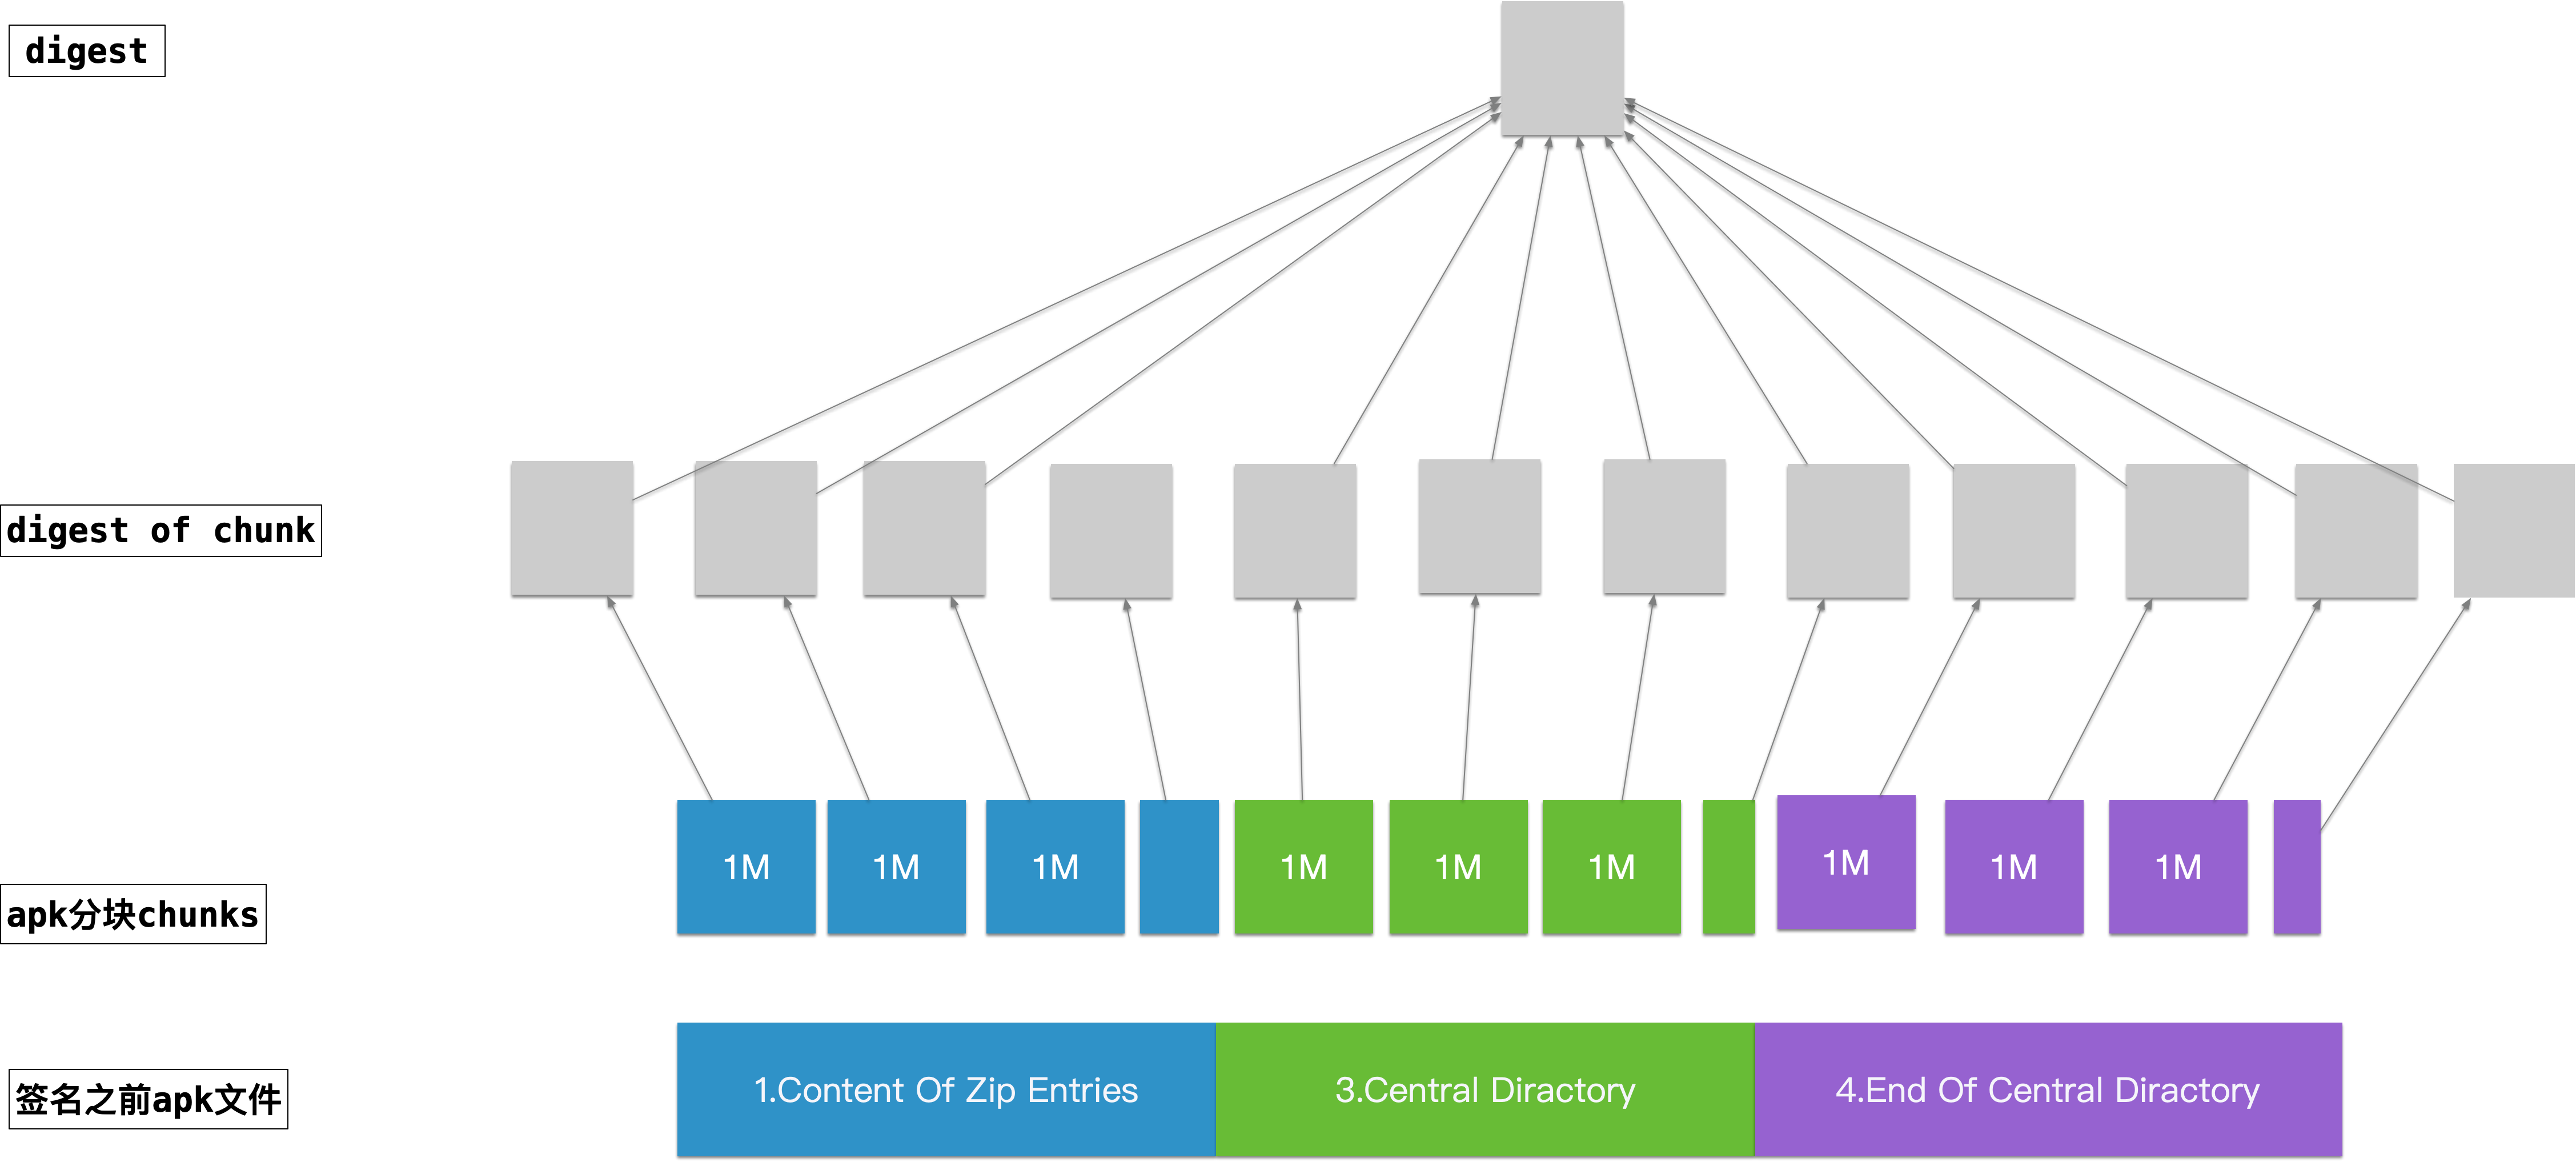 digest
digest of chunk
apk分块chunks
1M
1M
1M
1M
1M
1M
1M
1M
1M
签名之前apk文件
1.Content Of Zip Entries
3.Central Diractory
4.End Of Central Diractory